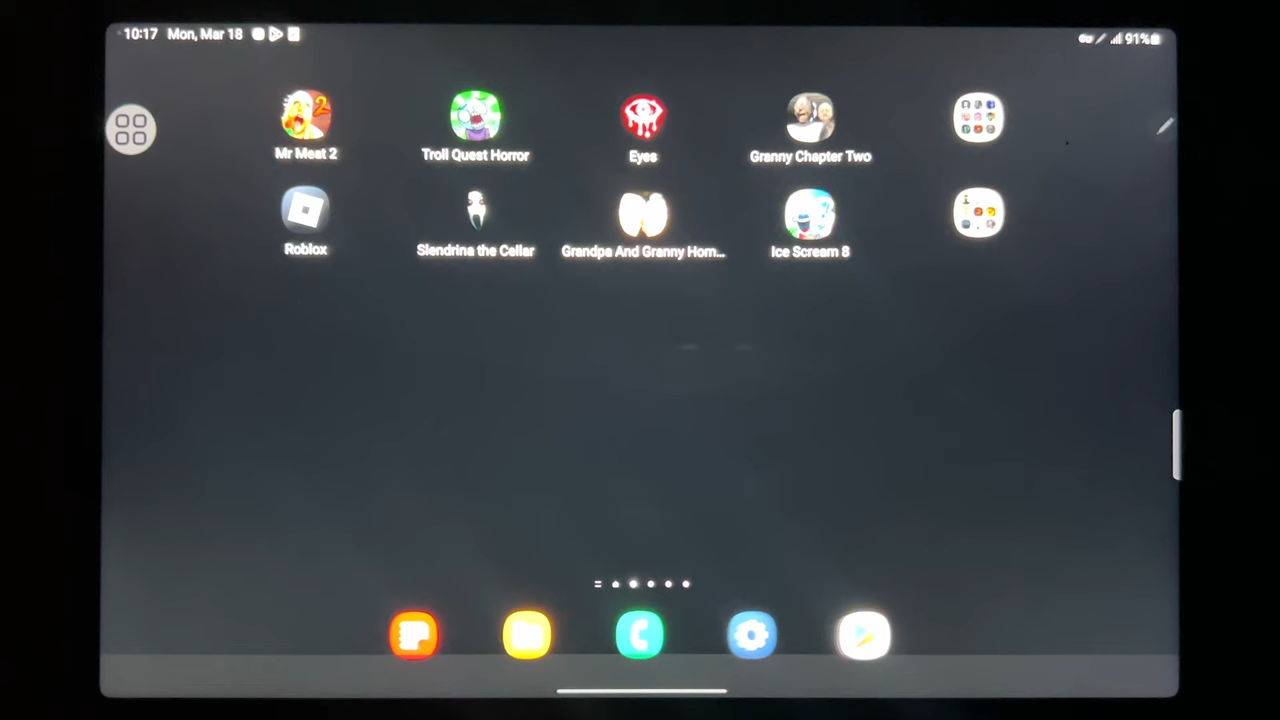 10:17 Mon, Mar 18 91%
2
Mr Meat 2
Troll Quest Horror
Eyes
Granny Chapter Two
Roblox
Slendrina the Cellar
Grandpa And Granny Hom...
Ice Scream 8